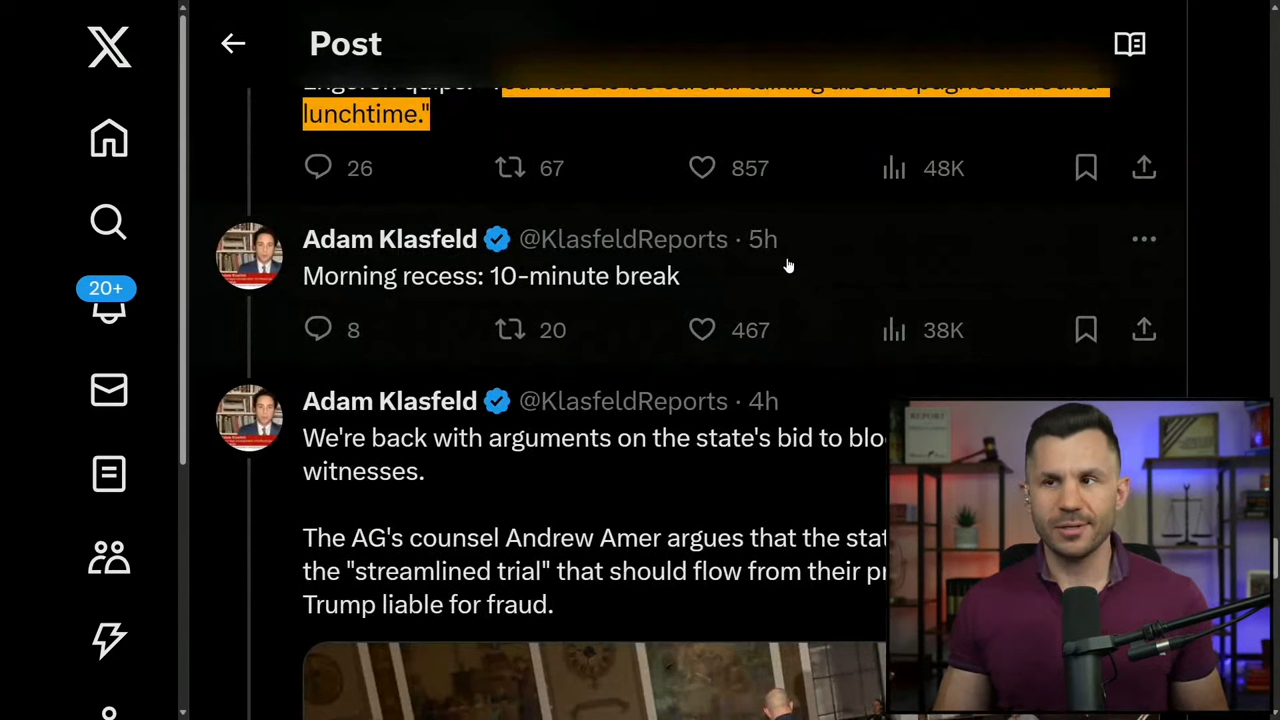 Post
lunchtime."
26 67 857 48K
20+
Adam Klasfeld @KlasfeldReports · 5h
Morning recess: 10-minute break
8 20 467 38K
Adam Klasfeld @KlasfeldReports · 4h
We're back with arguments on the state's bid to blo
witnesses.
The AG's counsel Andrew Amer argues that the stat
the "streamlined trial" that should flow from their pr
Trump liable for fraud.
REPORT